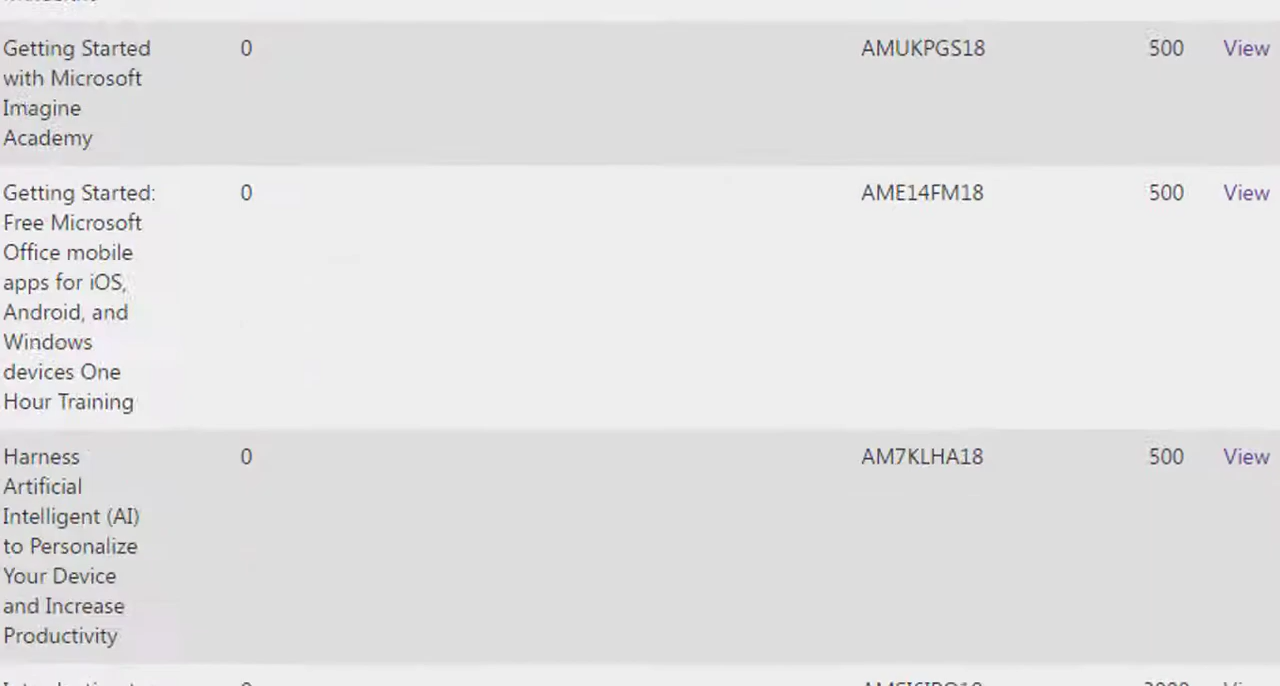 Getting Started 0 AMUKPGS18 500 View
with Microsoft
Imagine
Academy
Getting Started: 0 AME14FM18 500 View
Free Microsoft
Office mobile
apps for iOS,
Android, and
Windows
devices One
Hour Training
Harness 0 AM7KLHA18 500 View
Artificial
Intelligent (AI)
to Personalize
Your Device
and Increase
Productivity